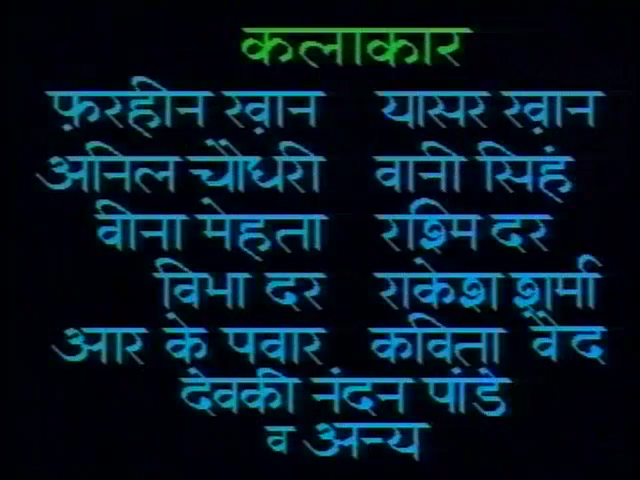 कलाकार
फ़रहीन ख़ान यासर ख़ान
अनिल चौधरी वानी सिंह
वीना मेहता रश्मि दर
विभा दर राकेश शर्मा
आर के पवार कविता वैद
देवकी नंदन पांडे
व अन्य